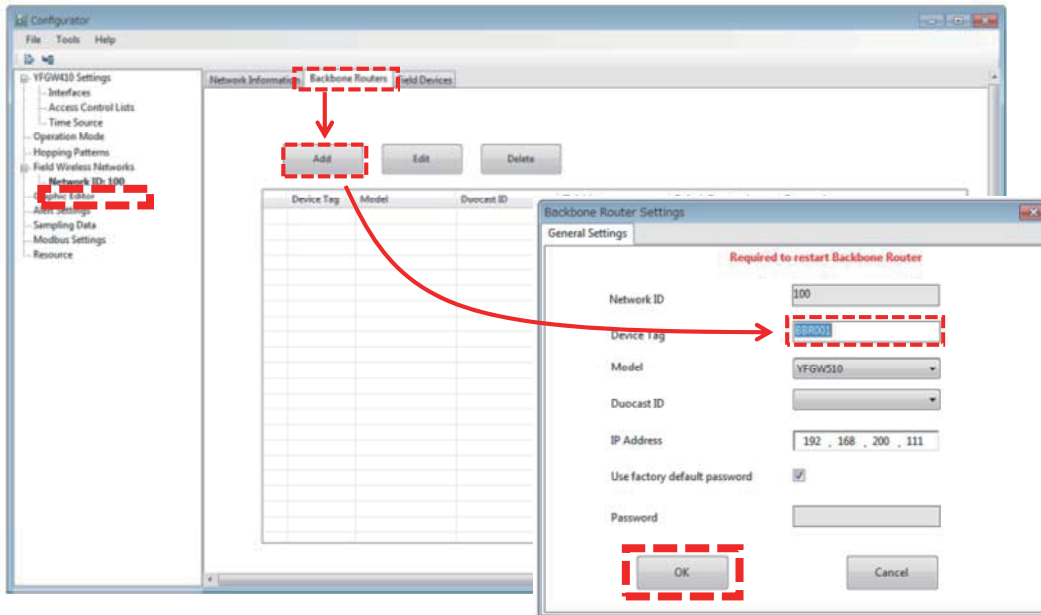 Configurator
File Tools Help
YFGW410 Settings
Interfaces
Access Control Lists
Time Source
Operation Mode
Hopping Patterns
Field Wireless Networks
Network ID: 100
Graphic Editor
Alert Settings
Sampling Data
Modbus Settings
Resource
Network Information Backbone Routers Field Devices
Add Edit Delete
Device Tag Model Duocast ID
Backbone Router Settings
General Settings
Required to restart Backbone Router
Network ID 100
Device Tag BBR001
Model YFGW510
Duocast ID
IP Address 192 . 168 . 200 . 111
Use factory default password
Password
OK Cancel